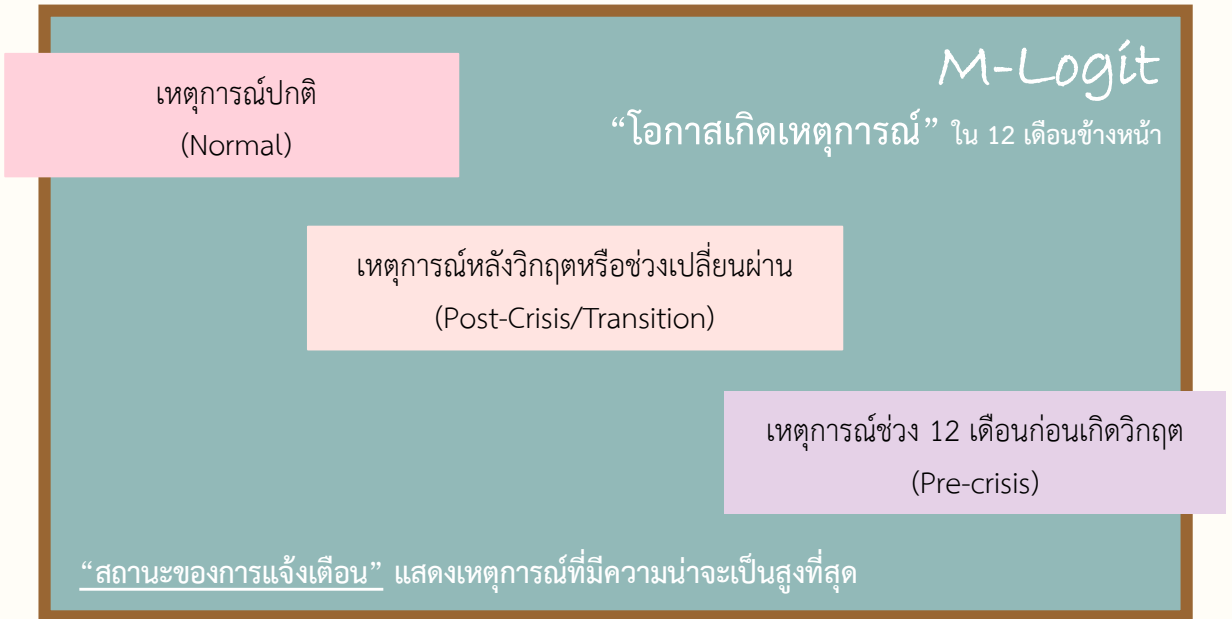 M-Logit
“โอกาสเกิดเหตุการณ์” ใน 12 เดือนข้างหน้า
เหตุการณ์ปกติ
(Normal)
เหตุการณ์หลังวิกฤตหรือช่วงเปลี่ยนผ่าน
(Post-Crisis/Transition)
เหตุการณ์ช่วง 12 เดือนก่อนเกิดวิกฤต
(Pre-crisis)
“สถานะของการแจ้งเตือน” แสดงเหตุการณ์ที่มีความน่าจะเป็นสูงที่สุด